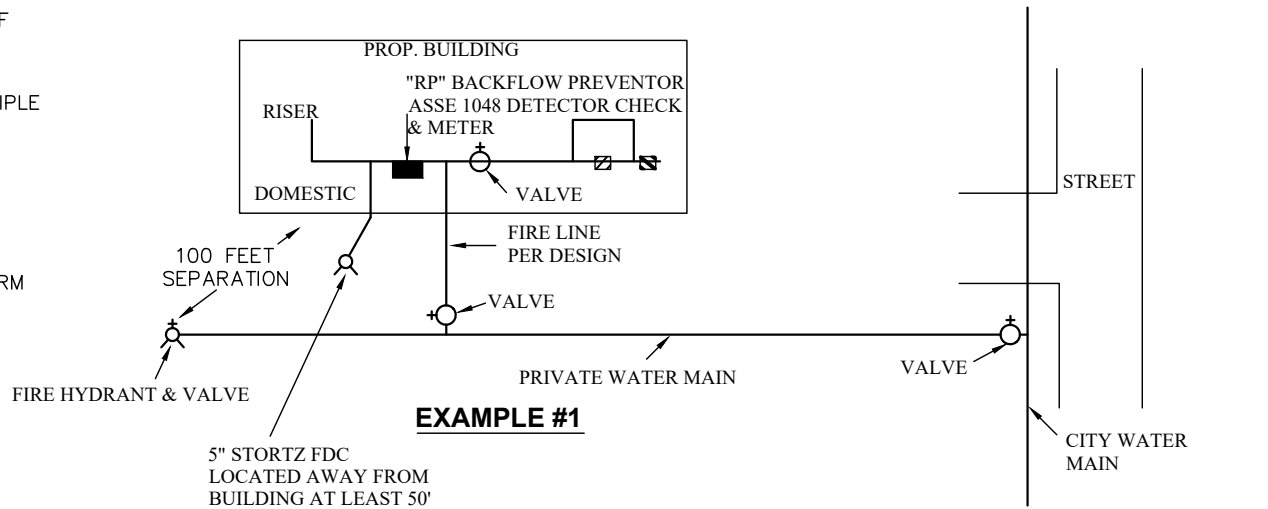 PROP. BUILDING
"RP" BACKFLOW PREVENTOR
ASSE 1048 DETECTOR CHECK
& METER
RISER
DOMESTIC
VALVE
STREET
FIRE LINE
PER DESIGN
100 FEET
SEPARATION
VALVE
FIRE HYDRANT & VALVE
PRIVATE WATER MAIN
VALVE
EXAMPLE #1
CITY WATER
MAIN
5" STORTZ FDC
LOCATED AWAY FROM
BUILDING AT LEAST 50'